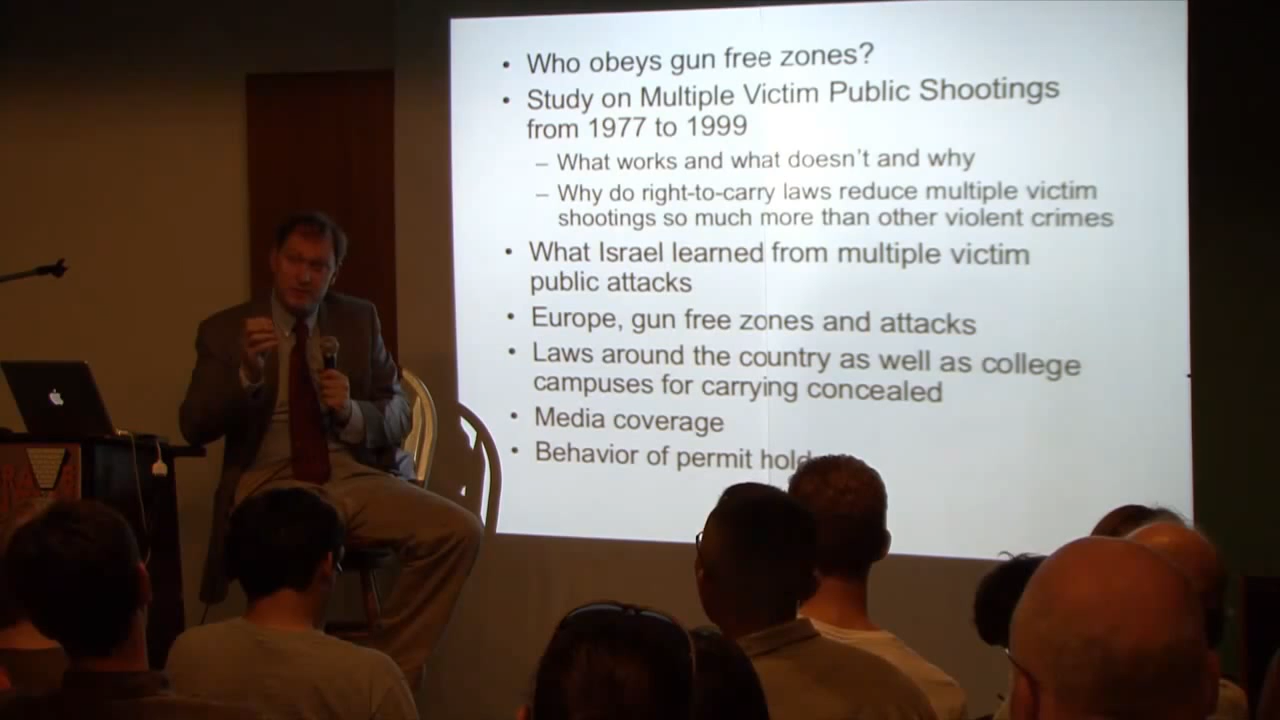 • Who obeys gun free zones?
• Study on Multiple Victim Public Shootings
from 1977 to 1999
– What works and what doesn't and why
– Why do right-to-carry laws reduce multiple victim
shootings so much more than other violent crimes
• What Israel learned from multiple victim
public attacks
• Europe, gun free zones and attacks
• Laws around the country as well as college
campuses for carrying concealed
• Media coverage
• Behavior of permit